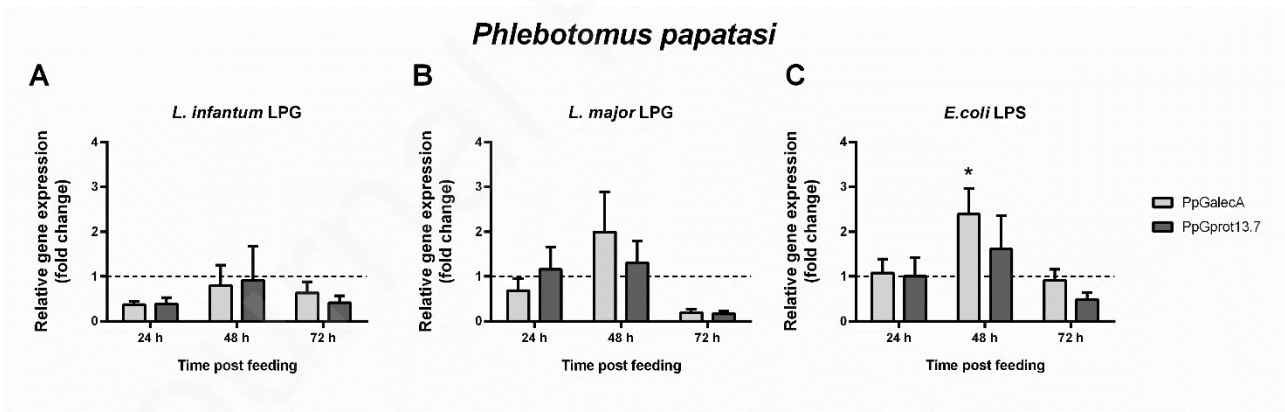 Phlebotomus papatasi
A
L. infantum LPG
Relative gene expression
(fold change)
4
3
2
1
0
24 h 48 h 72 h
Time post feeding
B
L. major LPG
Relative gene expression
(fold change)
4
3
2
1
0
24 h 48 h 72 h
Time post feeding
C
E.coli LPS
Relative gene expression
(fold change)
4
3
2
1
0
*
24 h 48 h 72 h
Time post feeding
PpGalecA
PpGprot13.7